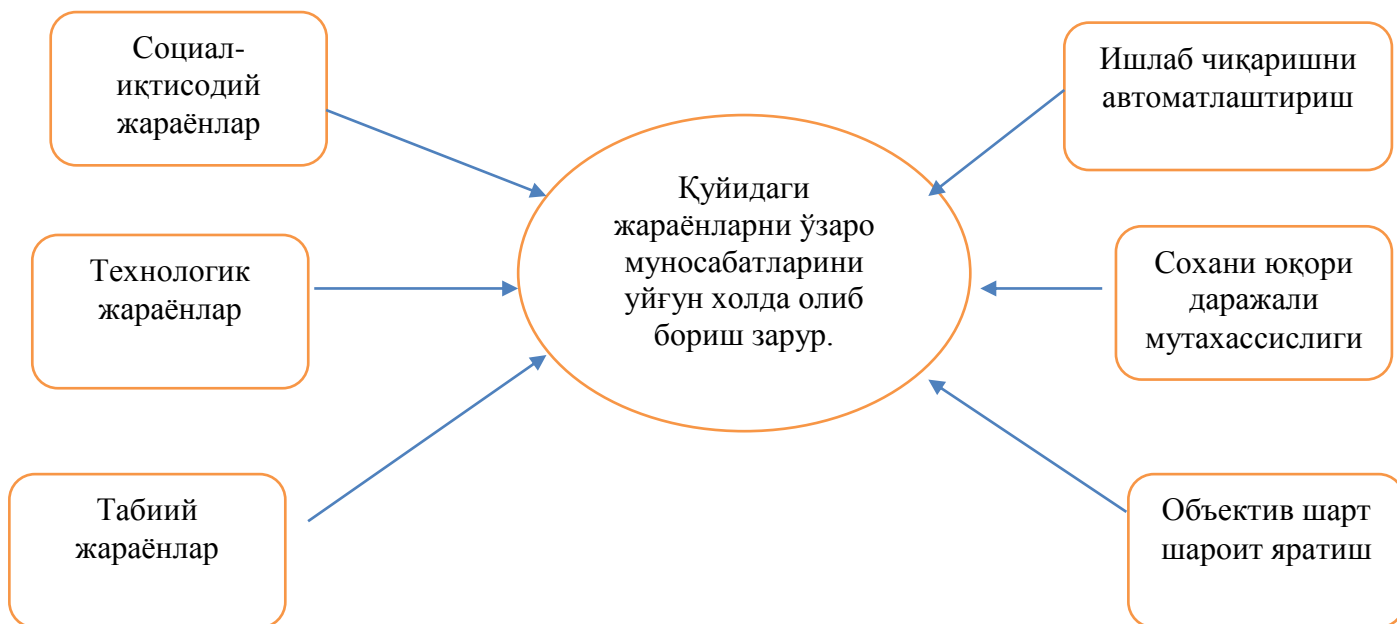 Социал-
иқтисодий
жараёнлар
Технологик
жараёнлар
Табиий
жараёнлар
Қуйидаги
жараёнларни ўзаро
муносабатларини
уйғун холда олиб
бориш зарур.
Ишлаб чиқаришни
автоматлаштириш
Сохани юқори
даражали
мутахассислиги
Объектив шарт
шароит яратиш